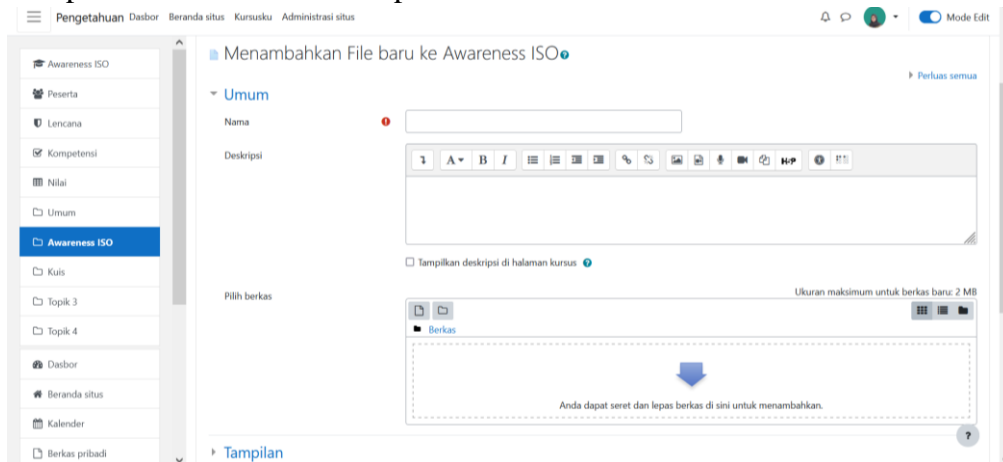 Pengetahuan Dasbor Beranda situs Kursusku Administrasi situs Mode Edit
Awareness ISO
Peserta
Lencana
Kompetensi
Nilai
Umum
Awareness ISO
Kuis
Topik 3
Topik 4
Dasbor
Beranda situs
Kalender
Berkas pribadi
Menambahkan File baru ke Awareness ISO
Perluas semua
Umum
Nama
Deskripsi
A B I H-P
Tampilkan deskripsi di halaman kursus
Pilih berkas
Ukuran maksimum untuk berkas baru: 2 MB
Berkas
Anda dapat seret dan lepas berkas di sini untuk menambahkan.
?
Tampilan